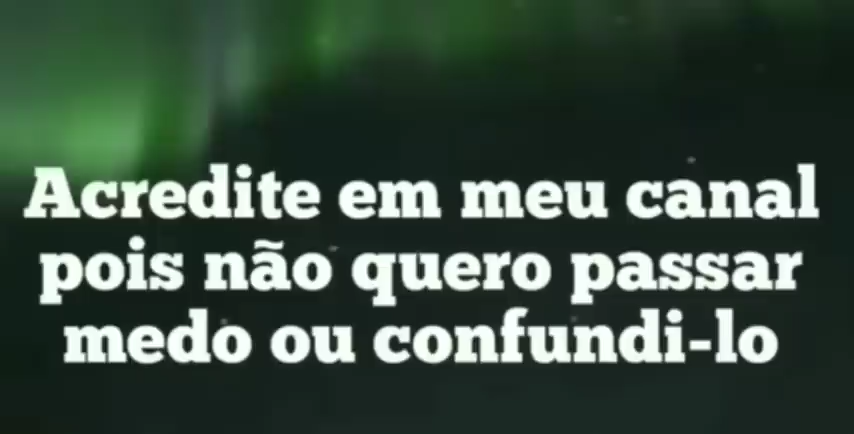 Acredite em meu canal
pois não quero passar
medo ou confundi-lo